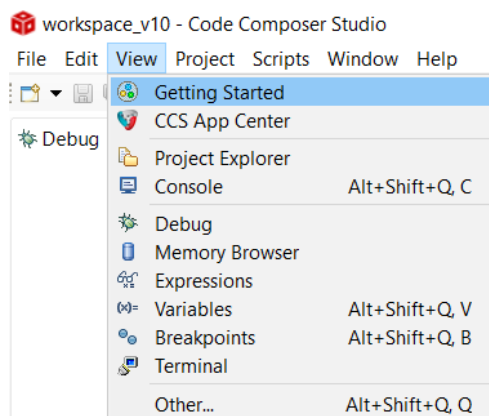 workspace_v10 - Code Composer Studio
File Edit View Project Scripts Window Help
Getting Started
CCS App Center
Debug
Project Explorer
Console Alt+Shift+Q, C
Debug
Memory Browser
Expressions
(x)= Variables Alt+Shift+Q, V
Breakpoints Alt+Shift+Q, B
Terminal
Other... Alt+Shift+Q, Q